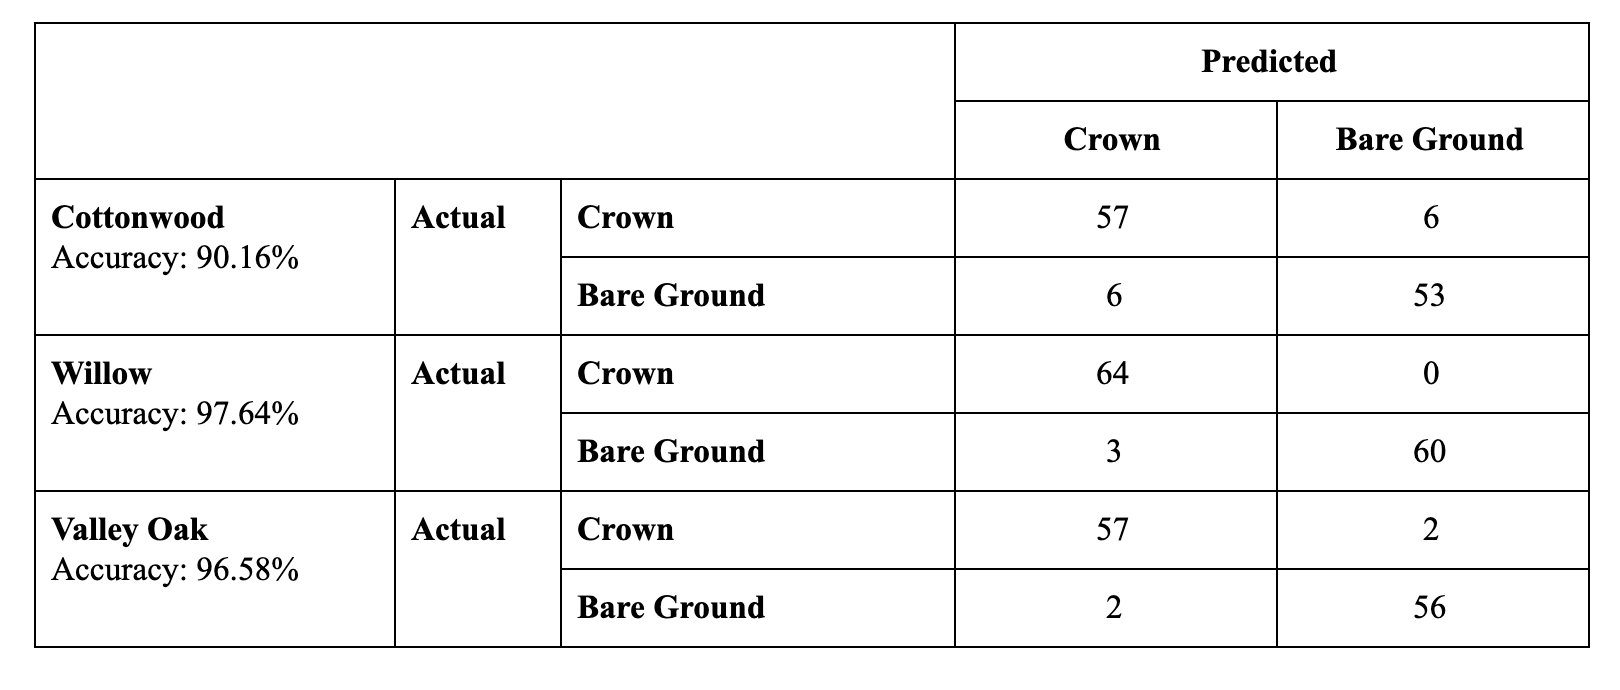 Predicted
Crown Bare Ground
Cottonwood Actual Crown 57 6
Accuracy: 90.16%
Bare Ground 6 53
Willow Actual Crown 64 0
Accuracy: 97.64%
Bare Ground 3 60
Valley Oak Actual Crown 57 2
Accuracy: 96.58%
Bare Ground 2 56